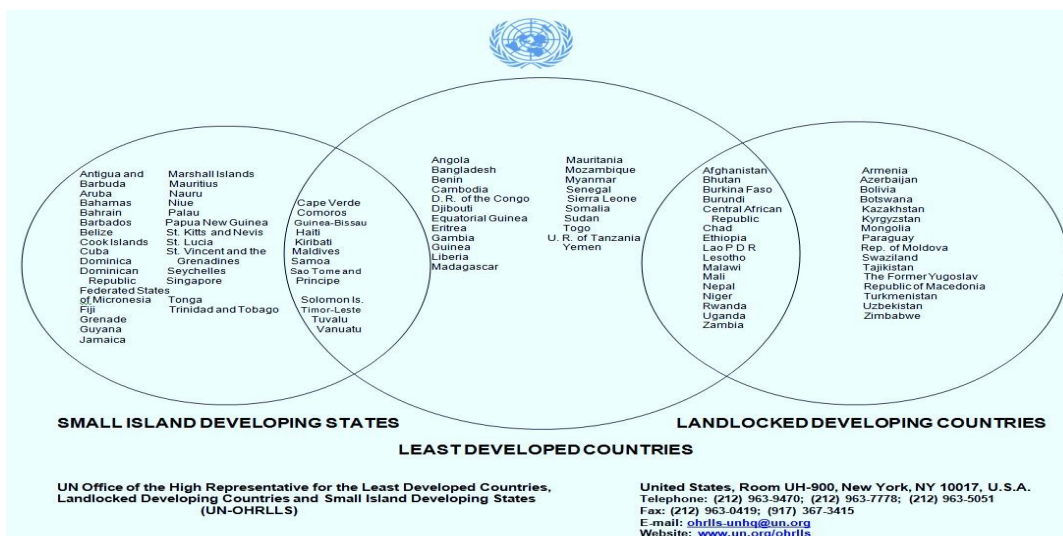 Antigua and
Barbuda
Aruba
Bahamas
Bahrain
Barbados
Belize
Cook Islands
Cuba
Dominica
Dominican
Republic
Federated States
of Micronesia
Fiji
Grenade
Guyana
Jamaica
Marshall Islands
Mauritius
Nauru
Niue
Palau
Papua New Guinea
St. Kitts and Nevis
St. Lucia
St. Vincent and the
Grenadines
Seychelles
Singapore
Tonga
Trinidad and Tobago
Cape Verde
Comoros
Guinea-Bissau
Haiti
Kiribati
Maldives
Samoa
Sao Tome and
Principe
Solomon Is.
Timor-Leste
Tuvalu
Vanuatu
Angola
Bangladesh
Benin
Cambodia
D. R. of the Congo
Djibouti
Equatorial Guinea
Eritrea
Gambia
Guinea
Liberia
Madagascar
Mauritania
Mozambique
Myanmar
Senegal
Sierra Leone
Somalia
Sudan
Togo
U. R. of Tanzania
Yemen
Afghanistan
Bhutan
Burkina Faso
Burundi
Central African
Republic
Chad
Ethiopia
Lao P D R
Lesotho
Malawi
Mali
Nepal
Niger
Rwanda
Uganda
Zambia
Armenia
Azerbaijan
Bolivia
Botswana
Kazakhstan
Kyrgyzstan
Mongolia
Paraguay
Rep. of Moldova
Swaziland
Tajikistan
The Former Yugoslav
Republic of Macedonia
Turkmenistan
Uzbekistan
Zimbabwe
SMALL ISLAND DEVELOPING STATES
LEAST DEVELOPED COUNTRIES
LANDLOCKED DEVELOPING COUNTRIES
UN Office of the High Representative for the Least Developed Countries,
Landlocked Developing Countries and Small Island Developing States
(UN-OHRLLS)
United States, Room UH-900, New York, NY 10017, U.S.A.
Telephone: (212) 963-9470; (212) 963-7778; (212) 963-5051
Fax: (212) 963-0419; (917) 367-3415
E-mail: ohrlls-unhq@un.org
Website: www.un.org/ohrlls